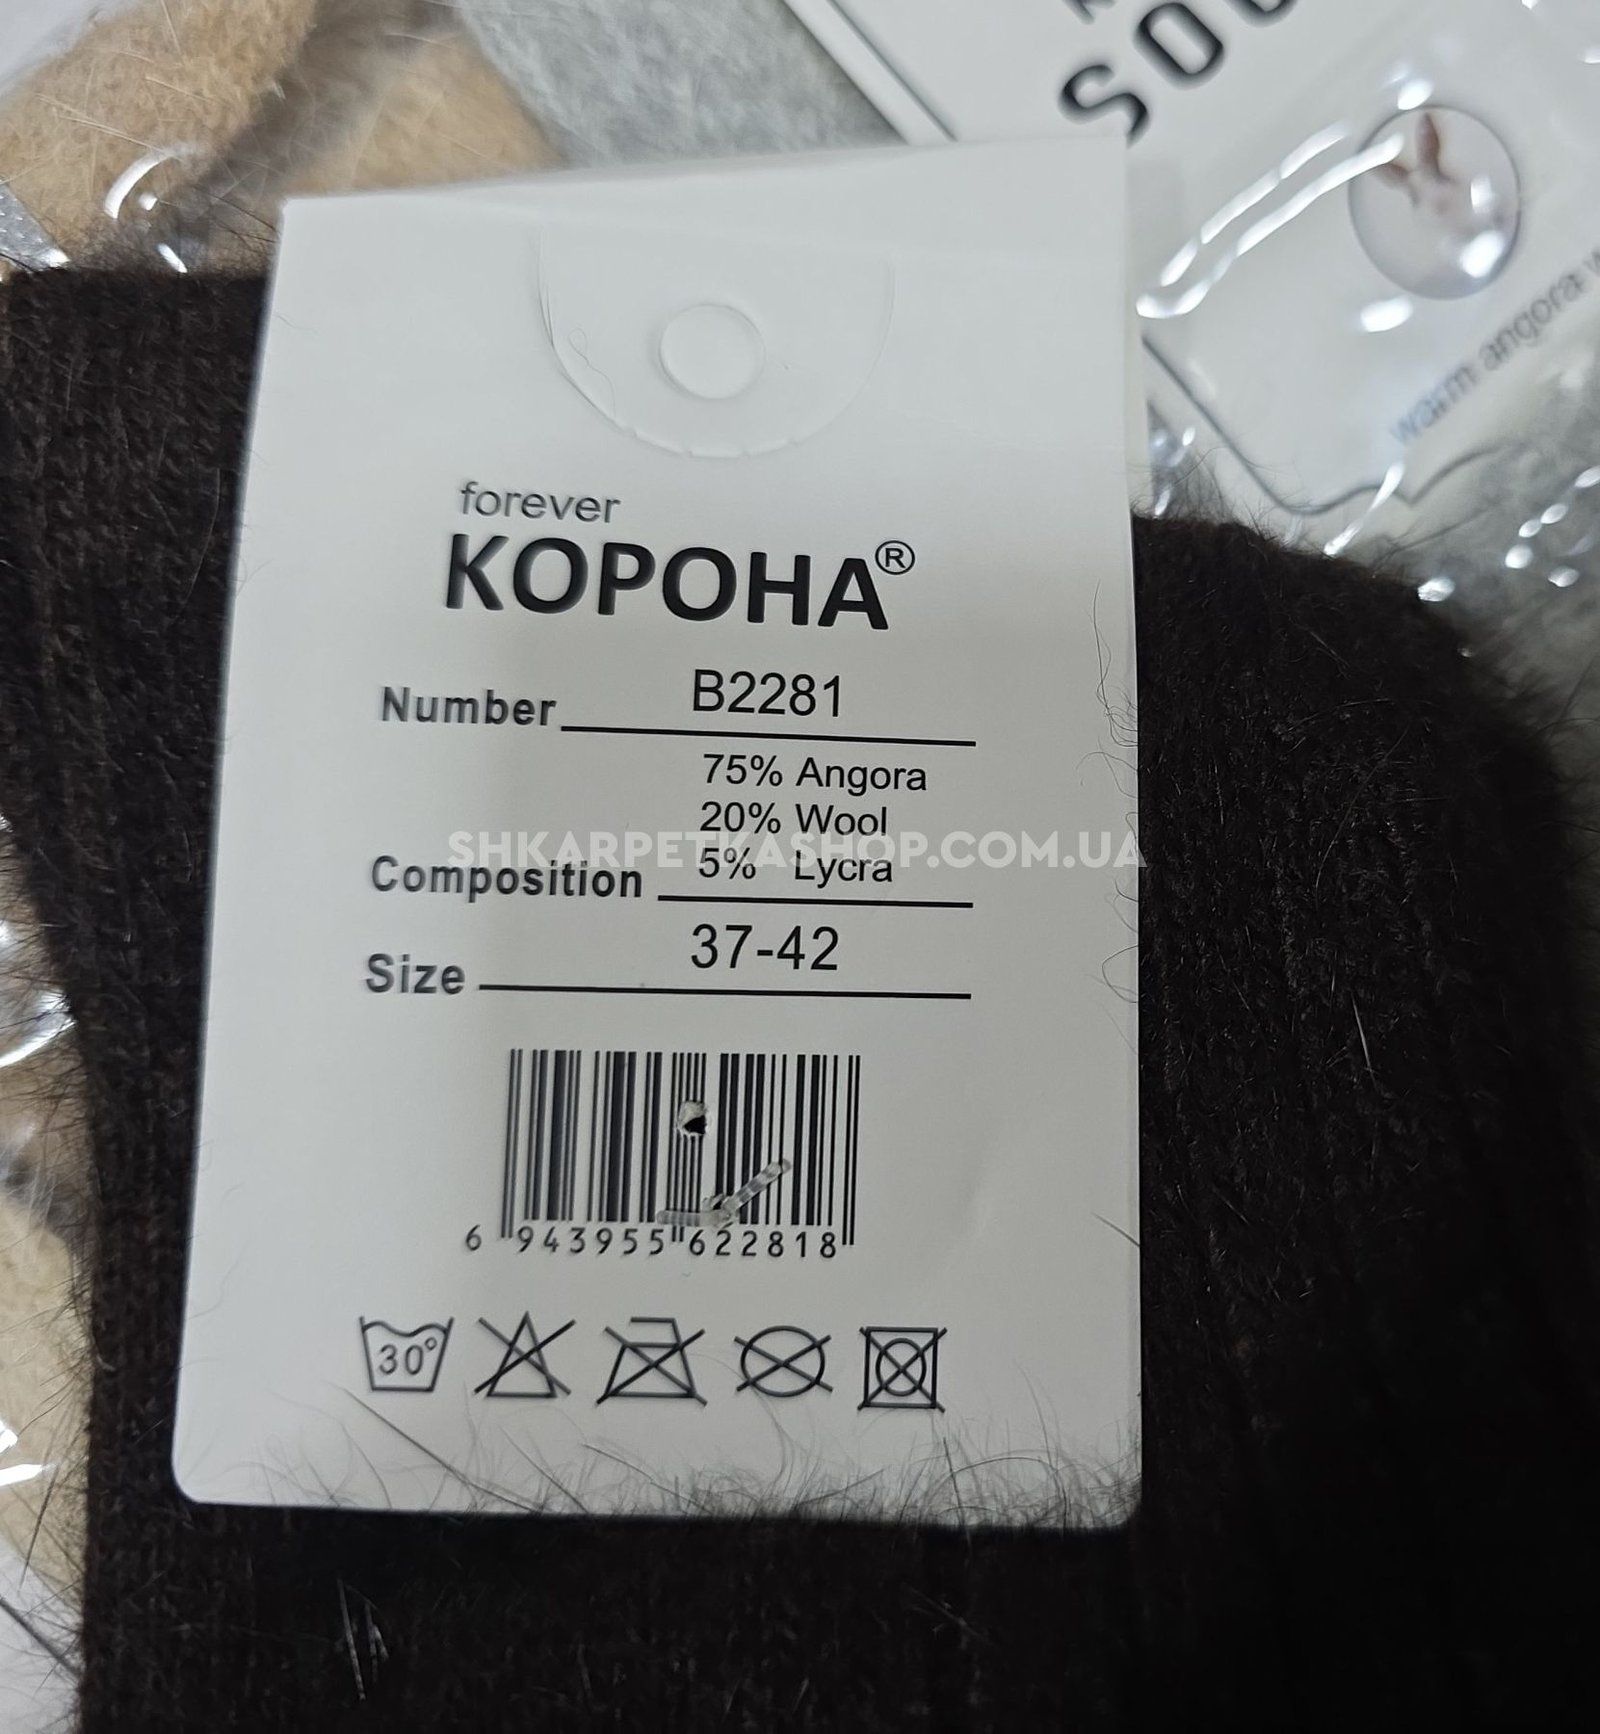 forever
КОРОНА®
Number B2281
75% Angora
20% Wool
SHKARPETKASHOP.COM.UA
Composition 5% Lycra
Size 37-42
6 943955 622818
30°
warm angora